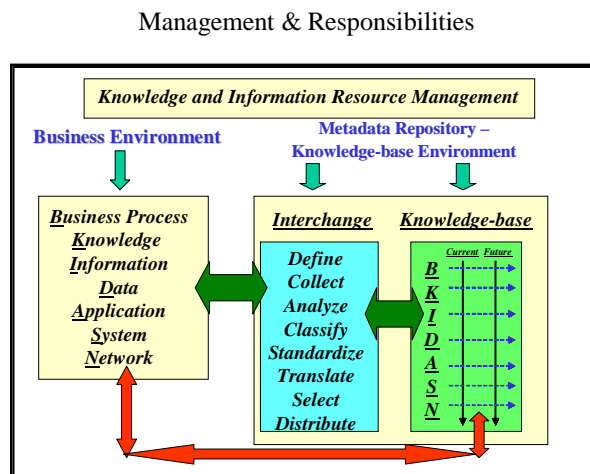 Management & Responsibilities
Knowledge and Information Resource Management
Business Environment
Metadata Repository –
Knowledge-base Environment
Business Process
Knowledge
Information
Data
Application
System
Network
Interchange
Define
Collect
Analyze
Classify
Standardize
Translate
Select
Distribute
Knowledge-base
Current Future
B
K
I
D
A
S
N